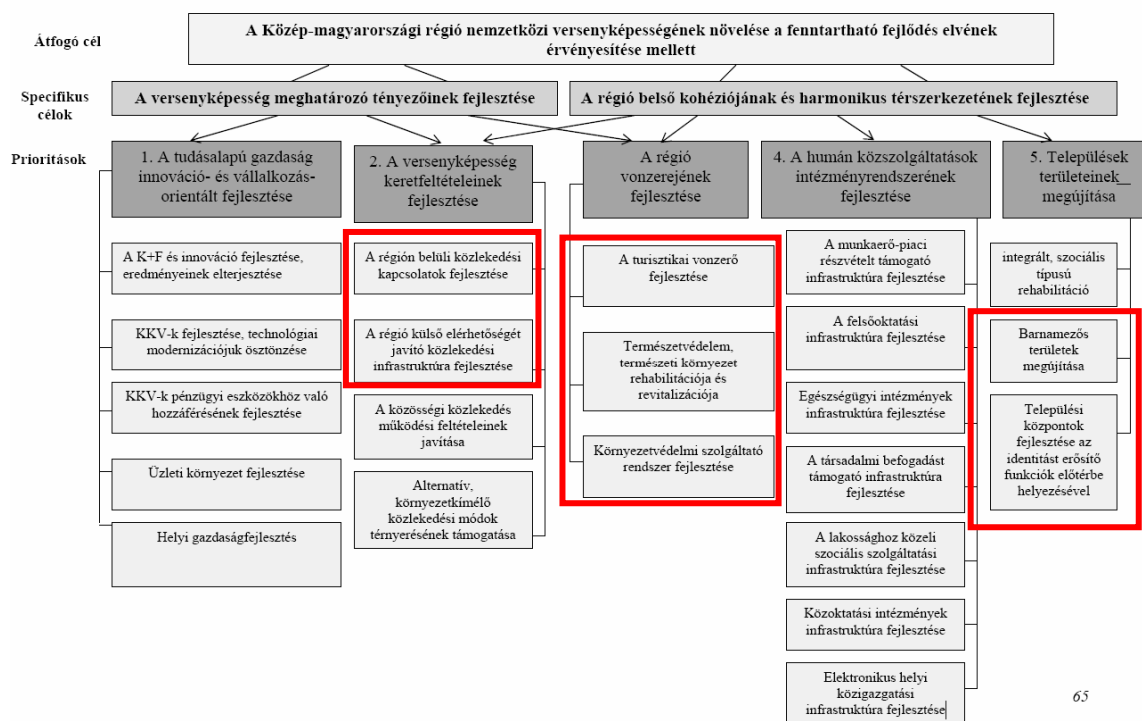 Átfogó cél
A Közép-magyarországi régió nemzetközi versenyképességének növelése a fenntartható fejlődés elvének
érvényesítése mellett
Specifikus
célok
A versenyképesség meghatározó tényezőinek fejlesztése
A régió belső kohéziójának és harmonikus térszerkezetének fejlesztése
Prioritások
1. A tudásalapú gazdaság
innováció- és vállalkozás-
orientált fejlesztése
2. A versenyképesség
keretfeltételeinek
fejlesztése
A régió
vonzerejének
fejlesztése
4. A humán közszolgáltatások
intézményrendszerének
fejlesztése
5. Települések
területeinek
megújítása
A K+F és innováció fejlesztése,
eredményeinek elterjesztése
KKV-k fejlesztése, technológiai
modernizációjuk ösztönzése
KKV-k pénzügyi eszközökhöz való
hozzáférésének fejlesztése
Üzleti környezet fejlesztése
Helyi gazdaságfejlesztés
A régión belüli közlekedési
kapcsolatok fejlesztése
A régió külső elérhetőségét
javító közlekedési
infrastruktúra fejlesztése
A közösségi közlekedés
működési feltételeinek
javítása
Alternatív,
környezetkímélő
közlekedési módok
térnyerésének támogatása
A turisztikai vonzerő
fejlesztése
Természetvédelem,
természeti környezet
rehabilitációja és
revitalizációja
Környezetvédelmi szolgáltató
rendszer fejlesztése
A munkaerő-piaci
részvételt támogató
infrastruktúra fejlesztése
A felsőoktatási
infrastruktúra fejlesztése
Egészségügyi intézmények
infrastruktúra fejlesztése
A társadalmi befogadást
támogató infrastruktúra
fejlesztése
A lakossághoz közeli
szociális szolgáltatási
infrastruktúra fejlesztése
Közoktatási intézmények
infrastruktúra fejlesztése
Elektronikus helyi
közigazgatási
infrastruktúra fejlesztése
integrált, szociális
típusú
rehabilitáció
Barnamezős
területek
megújítása
Települési
központok
fejlesztése az
identitást erősítő
funkciók előtérbe
helyezésével
65